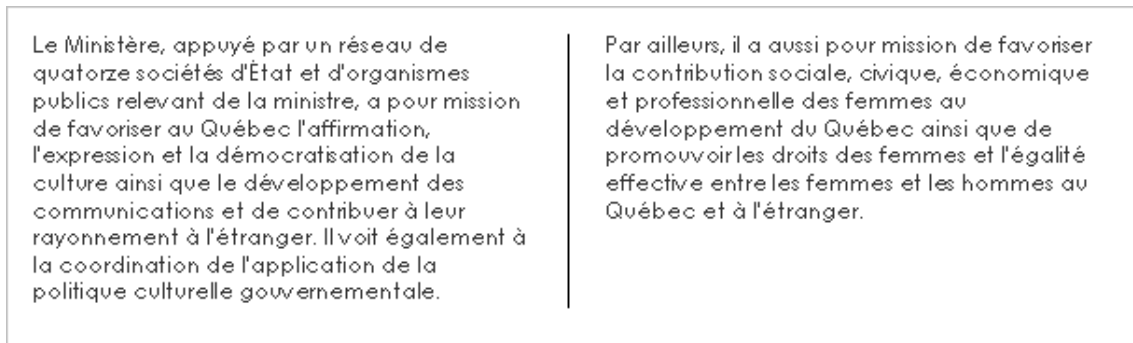 Le Ministère, appuyé par un réseau de
quatorze sociétés d'État et d'organismes
publics relevant de la ministre, a pour mission
de favoriser au Québec l'affirmation,
l'expression et la démocratisation de la
culture ainsi que le développement des
communications et de contribuer à leur
rayonnement à l'étranger. Il voit également à
la coordination de l'application de la
politique culturelle gouvernementale.
Par ailleurs, il a aussi pour mission de favoriser
la contribution sociale, civique, économique
et professionnelle des femmes au
développement du Québec ainsi que de
promouvoir les droits des femmes et l'égalité
effective entre les femmes et les hommes au
Québec et à l'étranger.